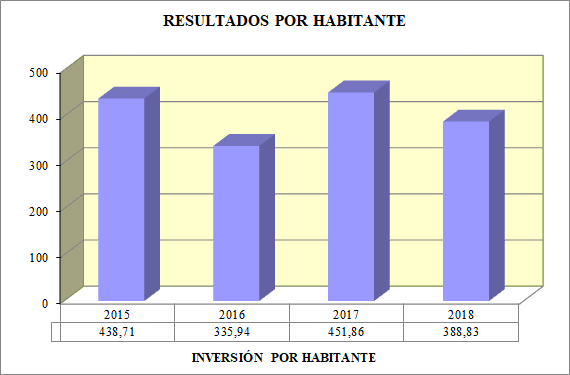 RESULTADOS POR HABITANTE
500
400
300
200
100
0
2015 2016 2017 2018
438,71 335,94 451,86 388,83
INVERSIÓN POR HABITANTE